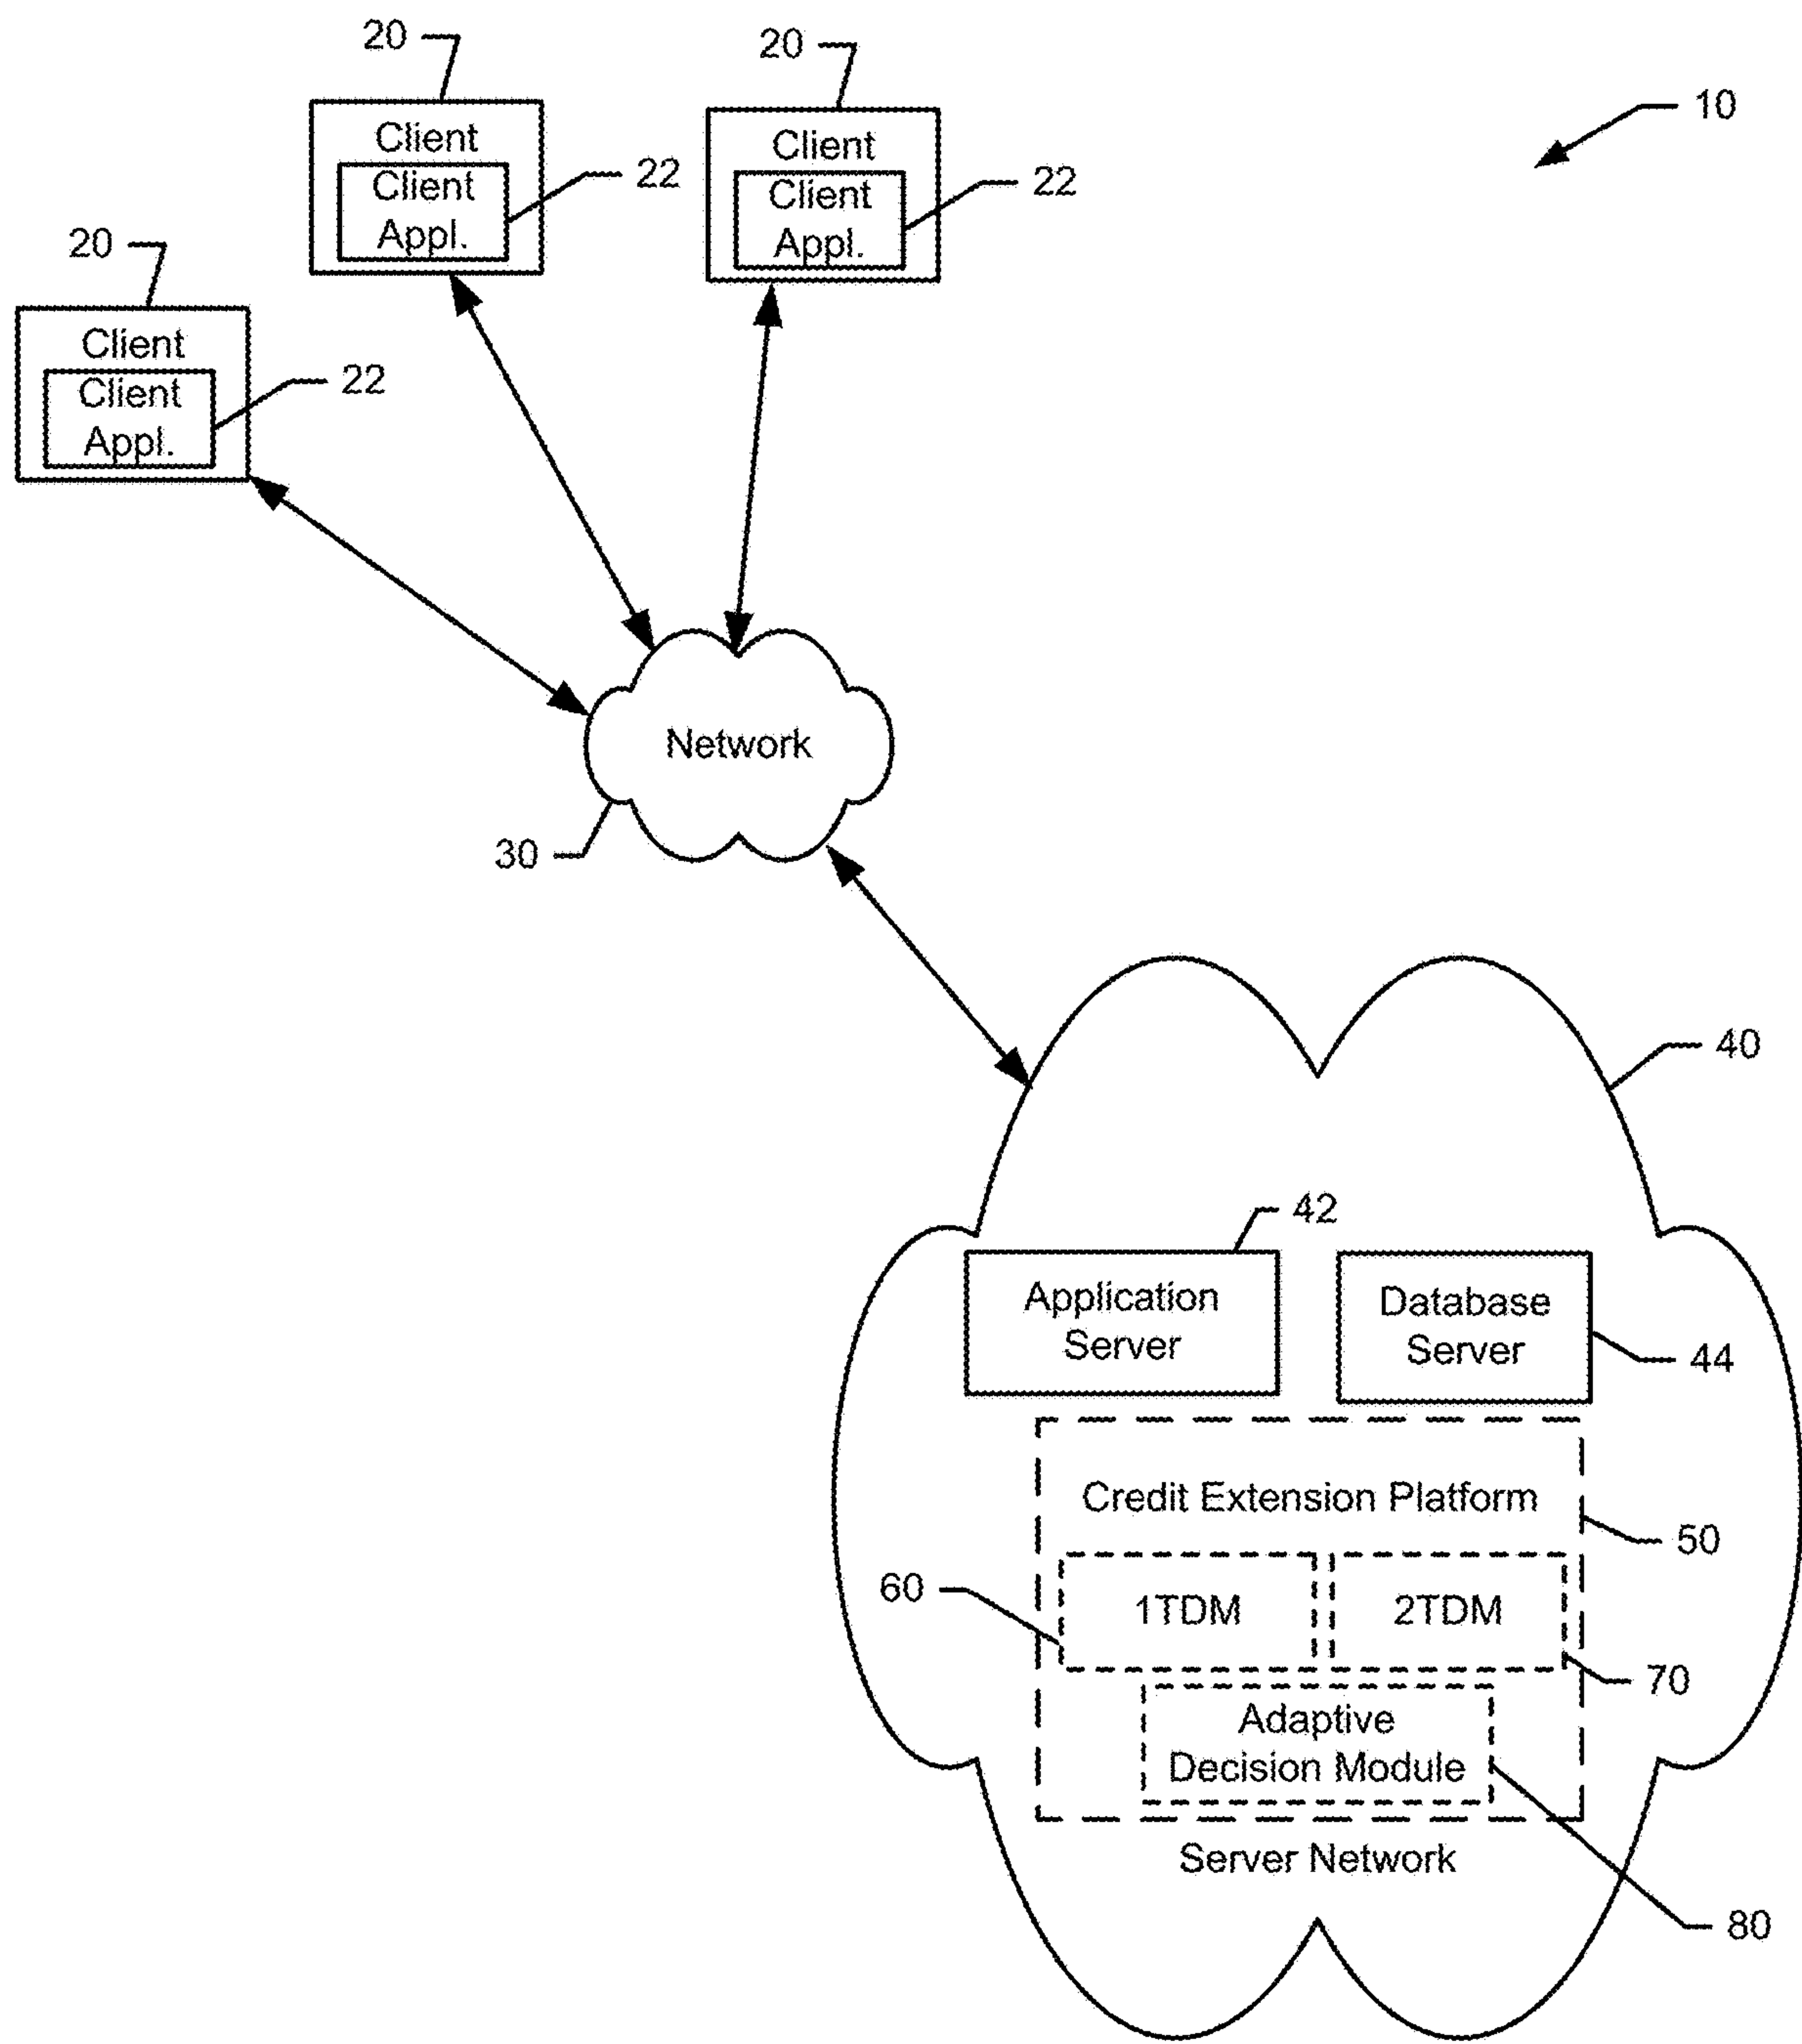 20
20
10
Client
Client
Appl.
22
Client
Client
Appl.
22
20
Client
Client
Appl.
22
Network
30
40
42
Application
Server
Database
Server
44
Credit Extension Platform
50
60
1TDM
2TDM
70
Adaptive
Decision Module
Server Network
80